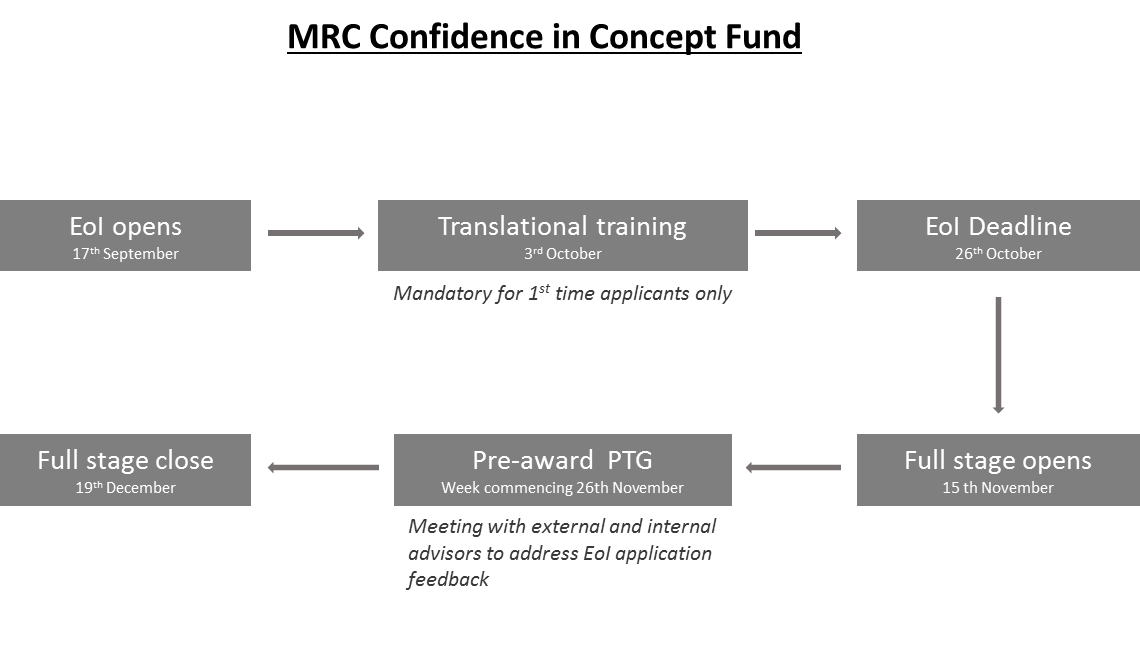 MRC Confidence in Concept Fund
EoI opens
17th September
Translational training
3rd October
Mandatory for 1st time applicants only
EoI Deadline
26th October
Full stage opens
15 th November
Pre-award  PTG
Week commencing 26th November
Meeting with external and internal
advisors to address EoI application
feedback
Full stage close
19th December